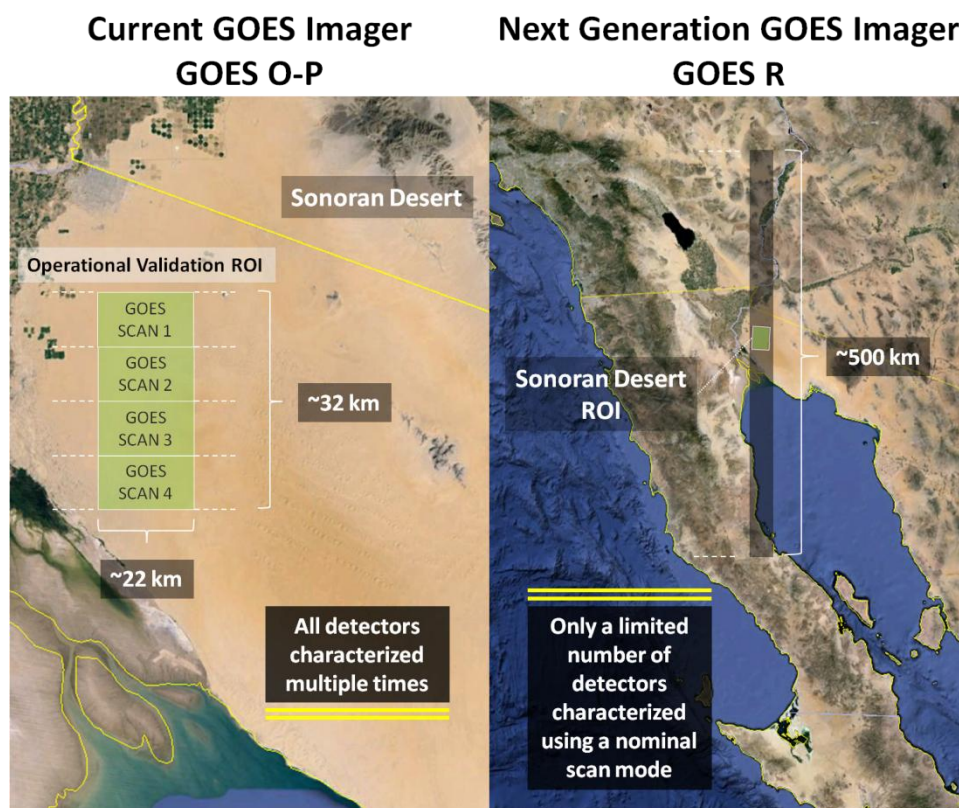 Current GOES Imager
GOES O-P
Next Generation GOES Imager
GOES R
Sonoran Desert
Operational Validation ROI
GOES
SCAN 1
GOES
SCAN 2
GOES
SCAN 3
GOES
SCAN 4
~32 km
~22 km
All detectors
characterized
multiple times
~500 km
Sonoran Desert
ROI
Only a limited
number of
detectors
characterized
using a nominal
scan mode